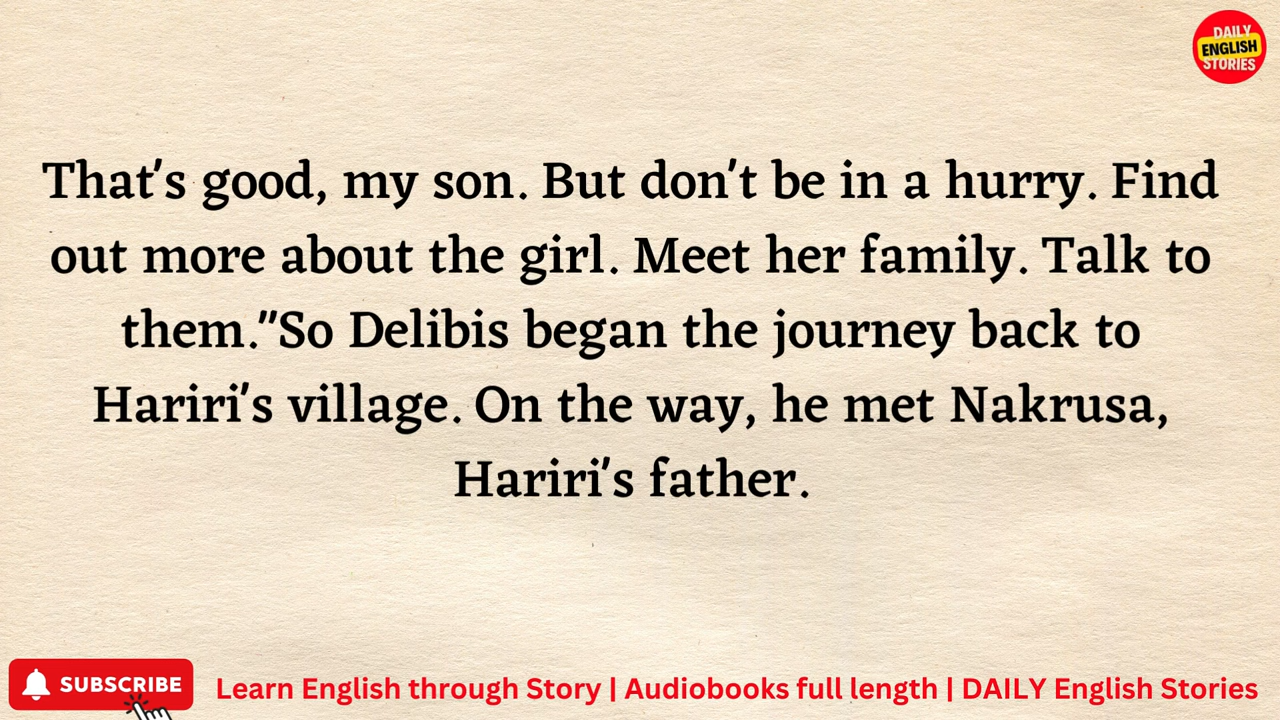 DAILY
ENGLISH
STORIES
That's good, my son. But don't be in a hurry. Find
out more about the girl. Meet her family. Talk to
them."So Delibis began the journey back to
Hariri's village. On the way, he met Nakrusa,
Hariri's father.
SUBSCRIBE
Learn English through Story | Audiobooks full length | DAILY English Stories